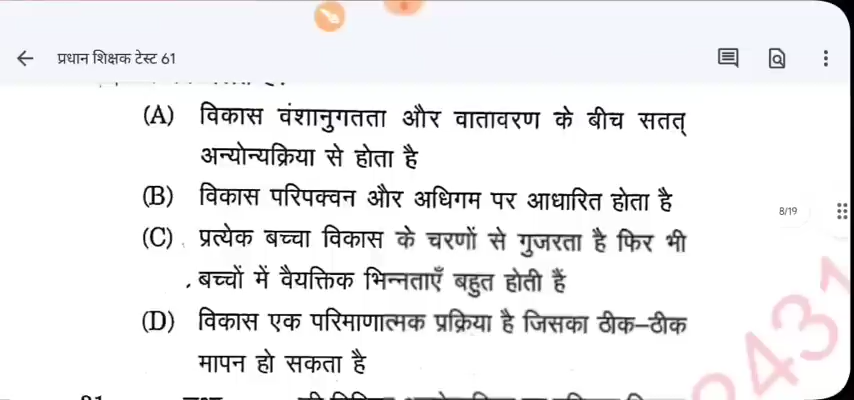 प्रधान शिक्षक टेस्ट 61
(A) विकास वंशानुगतता और वातावरण के बीच सतत्
अन्योन्यक्रिया से होता है
(B) विकास परिपक्वन और अधिगम पर आधारित होता है
8/19
(C) प्रत्येक बच्चा विकास के चरणों से गुजरता है फिर भी
बच्चों में वैयक्तिक भिन्नताएँ बहुत होती हैं
(D) विकास एक परिमाणात्मक प्रक्रिया है जिसका ठीक–ठीक
मापन हो सकता है
2431